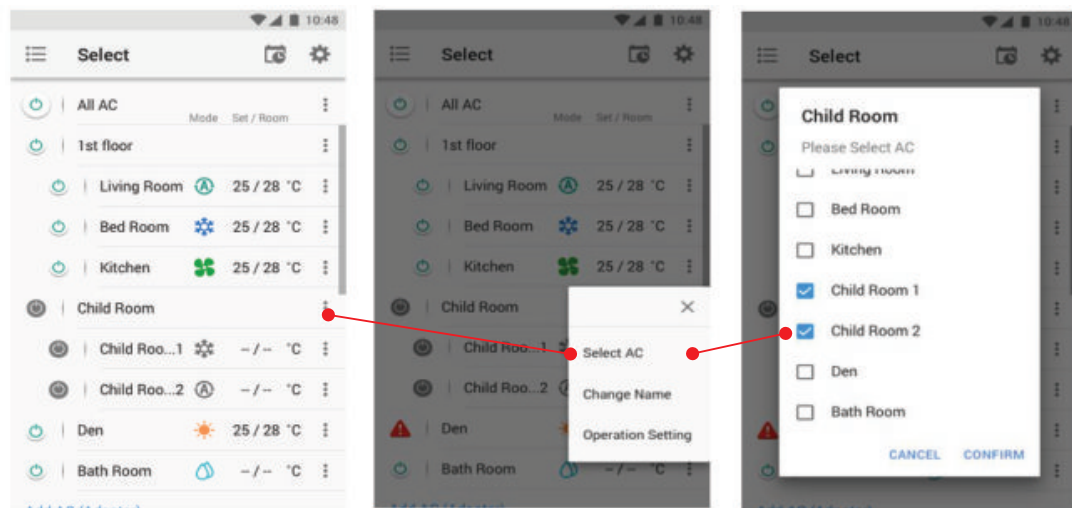 10:48
Select
All AC
Mode Set / Room
1st floor
Living Room 25 / 28 °C
Bed Room 25 / 28 °C
Kitchen 25 / 28 °C
Child Room
Child Roo...1 -- / -- °C
Child Roo...2 -- / -- °C
Den 25 / 28 °C
Bath Room -- / -- °C
10:48
Select
All AC
Mode Set / Room
1st floor
Living Room 25 / 28 °C
Bed Room 25 / 28 °C
Kitchen 25 / 28 °C
Child Room
Child Roo...1
Child Roo...2
Den
Bath Room -- / -- °C
Select AC
Change Name
Operation Setting
10:48
Select
Child Room
Please Select AC
Living Room
Bed Room
Kitchen
Child Room 1
Child Room 2
Den
Bath Room
CANCEL CONFIRM